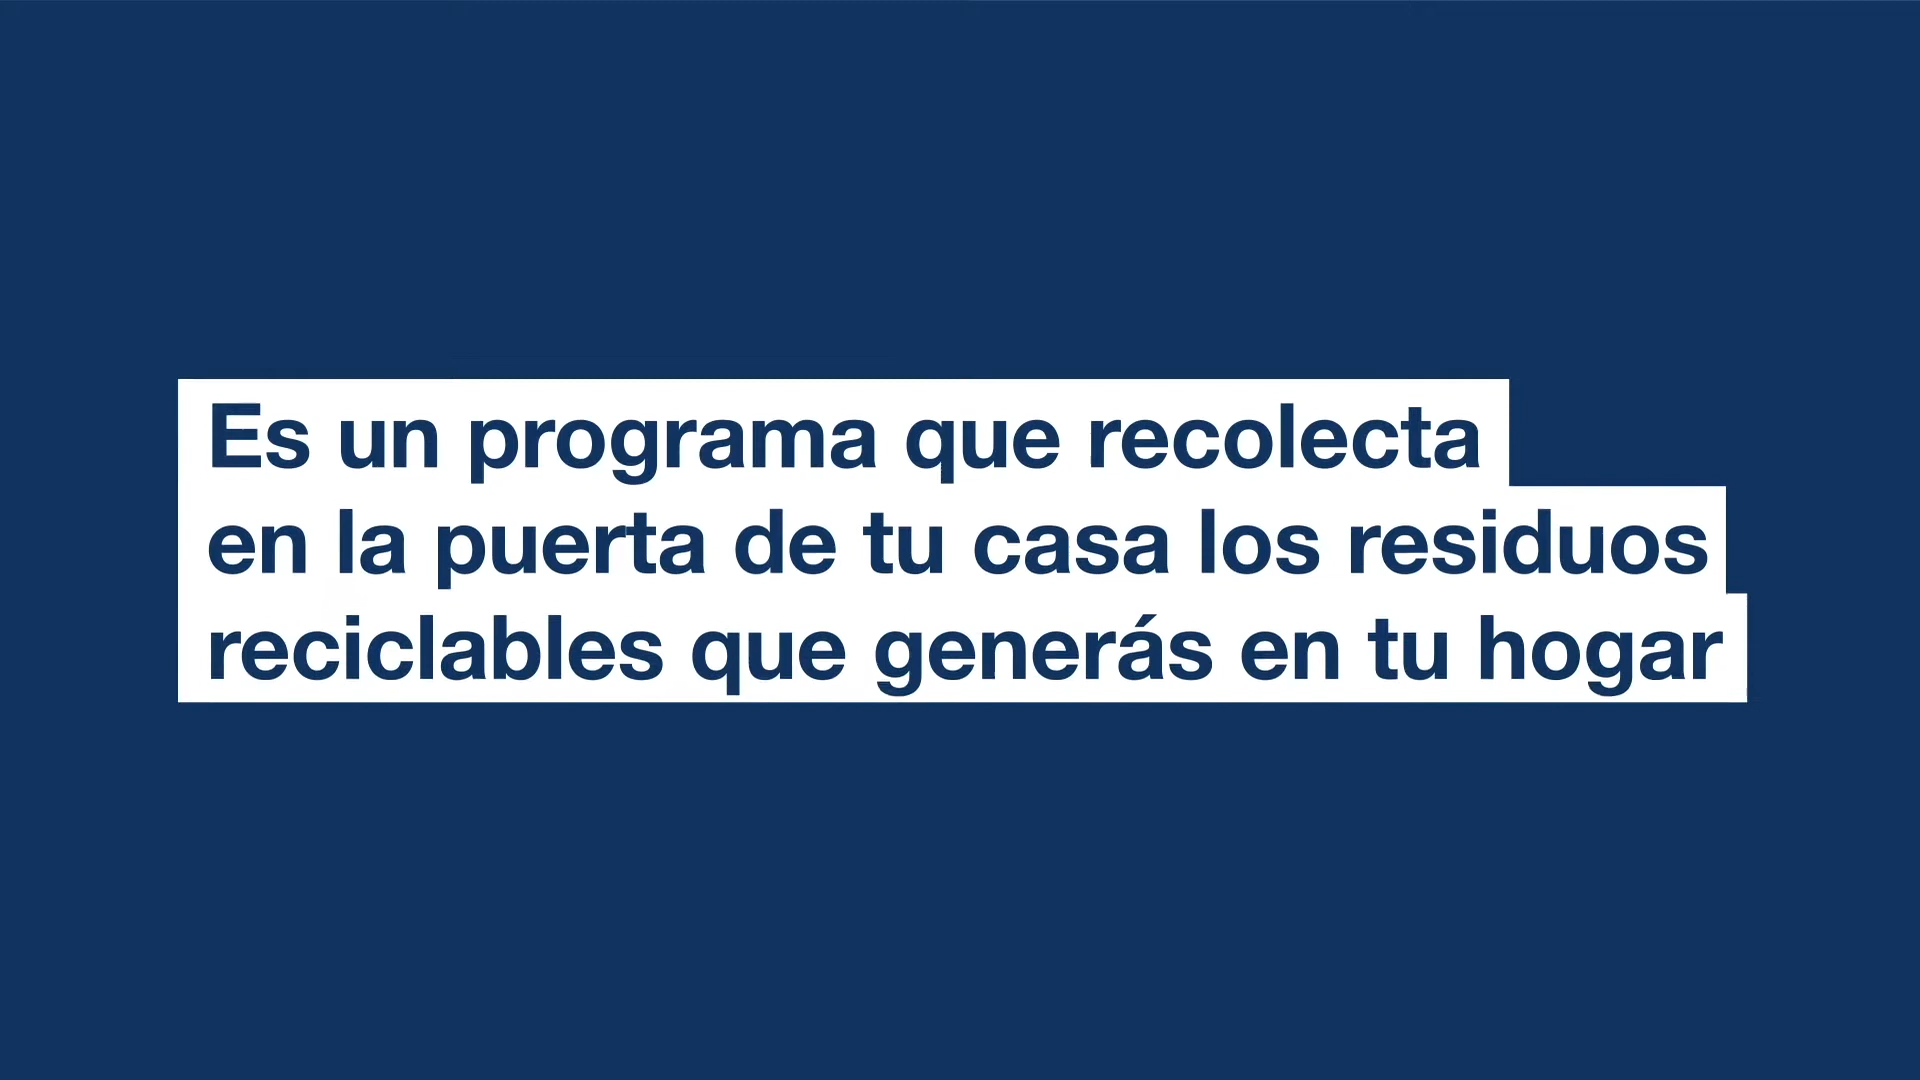 Es un programa que recolecta
en la puerta de tu casa los residuos
reciclables que generás en tu hogar